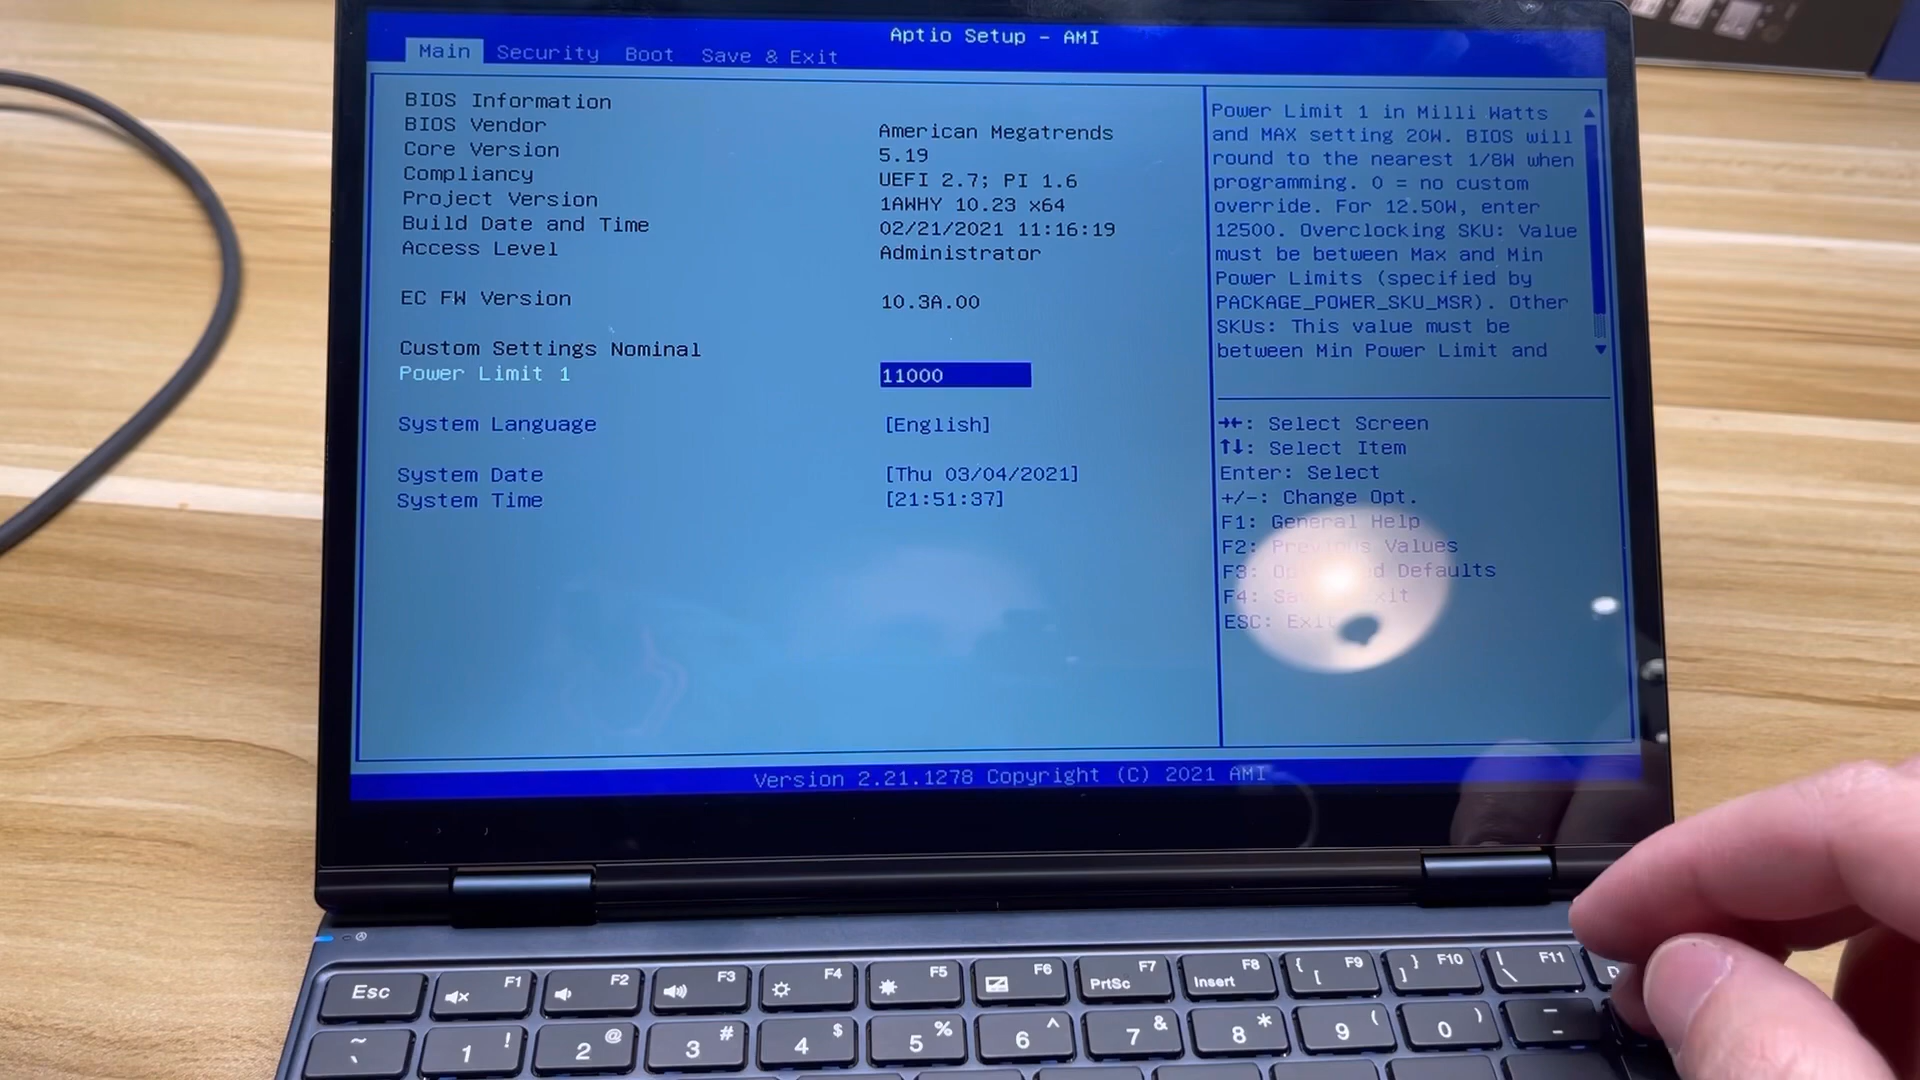 Aptio Setup - AMI
Main Security Boot Save & Exit
BIOS Information
BIOS Vendor American Megatrends
Core Version 5.19
Compliancy UEFI 2.7; PI 1.6
Project Version 1AWHY 10.23 x64
Build Date and Time 02/21/2021 11:16:19
Access Level Administrator
EC FW Version 10.3A.00
Custom Settings Nominal
Power Limit 1 11000
System Language [English]
System Date [Thu 03/04/2021]
System Time [21:51:37]
Power Limit 1 in Milli Watts
and MAX setting 20W. BIOS will
round to the nearest 1/8W when
programming. 0 = no custom
override. For 12.50W, enter
12500. Overclocking SKU: Value
must be between Max and Min
Power Limits (specified by
PACKAGE_POWER_SKU_MSR). Other
SKUs: This value must be
between Min Power Limit and
→←: Select Screen
↑↓: Select Item
Enter: Select
+/-: Change Opt.
F1: General Help
F2: Previous Values
F3: Defaults
F4:
ESC: Exit
Version 2.21.1278 Copyright (C) 2021 AMI
Esc F1 F2 F3 F4 F5 F6 PrtSc F7 Insert F8 { [ F9 } ] F10 | \ F11 D
~ ` 1 ! 2 @ 3 # 4 $ 5 % 6 ^ 7 & 8 * 9 ( 0 ) _ -